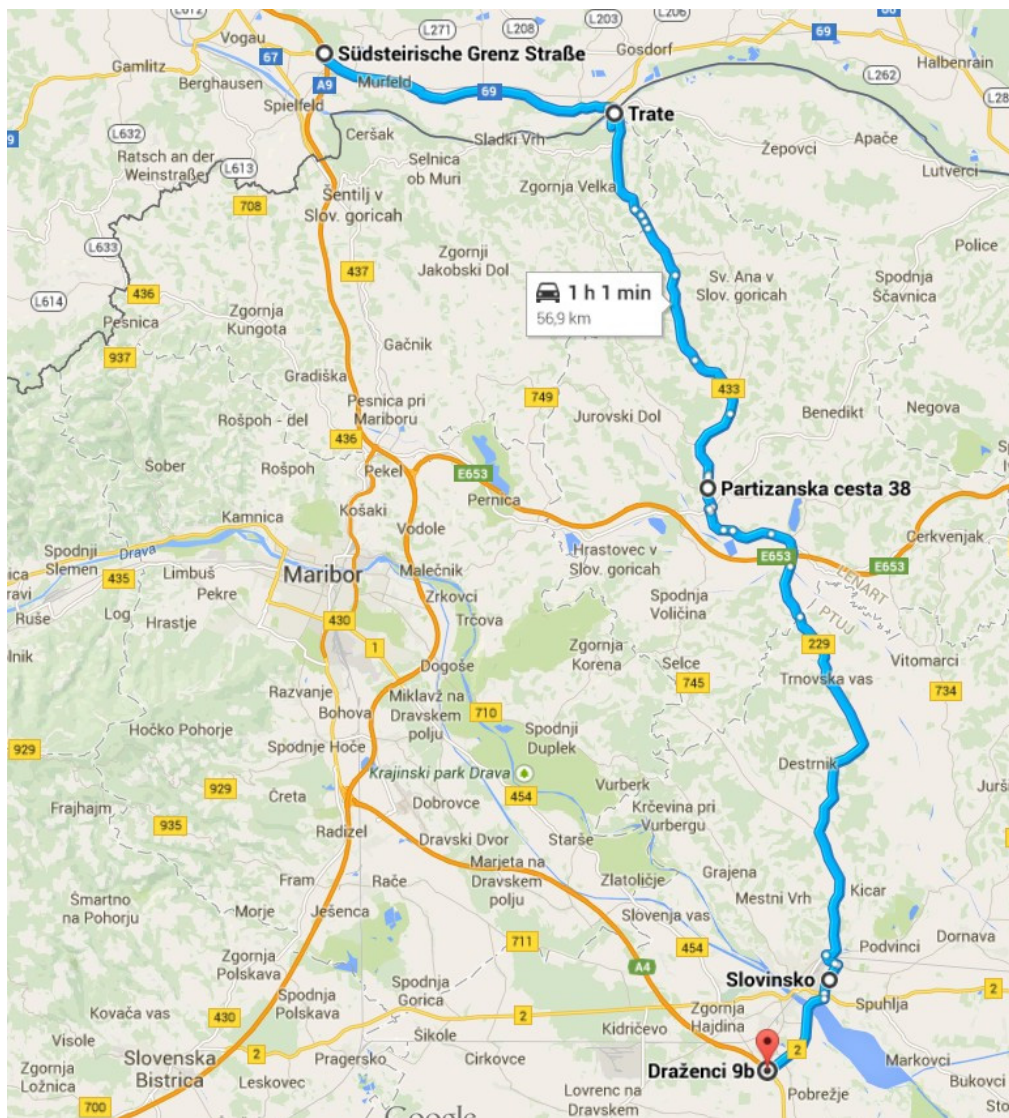 L612
L271
L208
L203
L206
66
69
Vogau
Südsteirische Grenz Straße
Gosdorf
Halbenrain
Gamlitz
67
Berghausen
A9
Murfeld
69
L262
Spielfeld
Trate
L632
Ceršak
Sladki Vrh
Apače
Žepovci
Ratsch an der
Weinstraßer
L613
Selnica
ob Muri
Lutverci
Zgornja Velka
Šentilj v
Slov. goricah
708
L633
437
Zgornji
Jakobski Dol
Police
Sv. Ana v
Slov. goricah
Spodnja
Ščavnica
L614
436
Zgornja
Kungota
1 h 1 min
56,9 km
Pesnica
937
Gačnik
Gradiška
749
433
Pesnica pri
Mariboru
Jurovski Dol
Benedikt
Negova
Rošpoh - del
436
Sober
Rošpoh
Pekel
E653
Partizanska cesta 38
Pernica
Košaki
Kamnica
Vodole
Cerkvenjak
Spodnji
Slemen
Drava
Hrastovec v
Slov. goricah
E653
E653
LENART
Maribor
Malečnik
435
Limbuš
Pekre
Zrkovci
Spodnja
Voličina
PTUJ
Ruše
Log
Hrastje
430
Trčova
1
Zgornja
Korena
229
Dogoše
Selce
Vitomarci
745
Trnovska vas
734
Razvanje
Miklavž na
Dravskem
polju
Bohova
710
Hočko Pohorje
Spodnji
Duplek
929
Spodnje Hoče
Destrnik
Krajinski park Drava
Vurberk
929
Čreta
Dobrovce
454
Krčevina pri
Vurbergu
Frajhajm
935
Radizel
Dravski Dvor
Starše
Fram
Rače
Marjeta na
Dravskem
polju
Zlatoličje
Grajena
Kicar
Šmartno
na Pohorju
Mestni Vrh
Morje
Ješenca
Slovenja vas
711
454
Podvinci
Dornava
Zgornja
Polskava
A4
Slovinsko
Spodnja
Polskava
Spodnja
Gorica
2
Spuhlja
Zgornja
Hajdina
Kovača vas
430
2
Kidričevo
Šikole
Visole
2
Markovci
Slovenska
Bistrica
2
Pragersko
Cirkovce
Draženci 9b
Zgornja
Ložnica
Leskovec
Pobrežje
Bukovci
Lovrenc na
Dravskem
700
Google